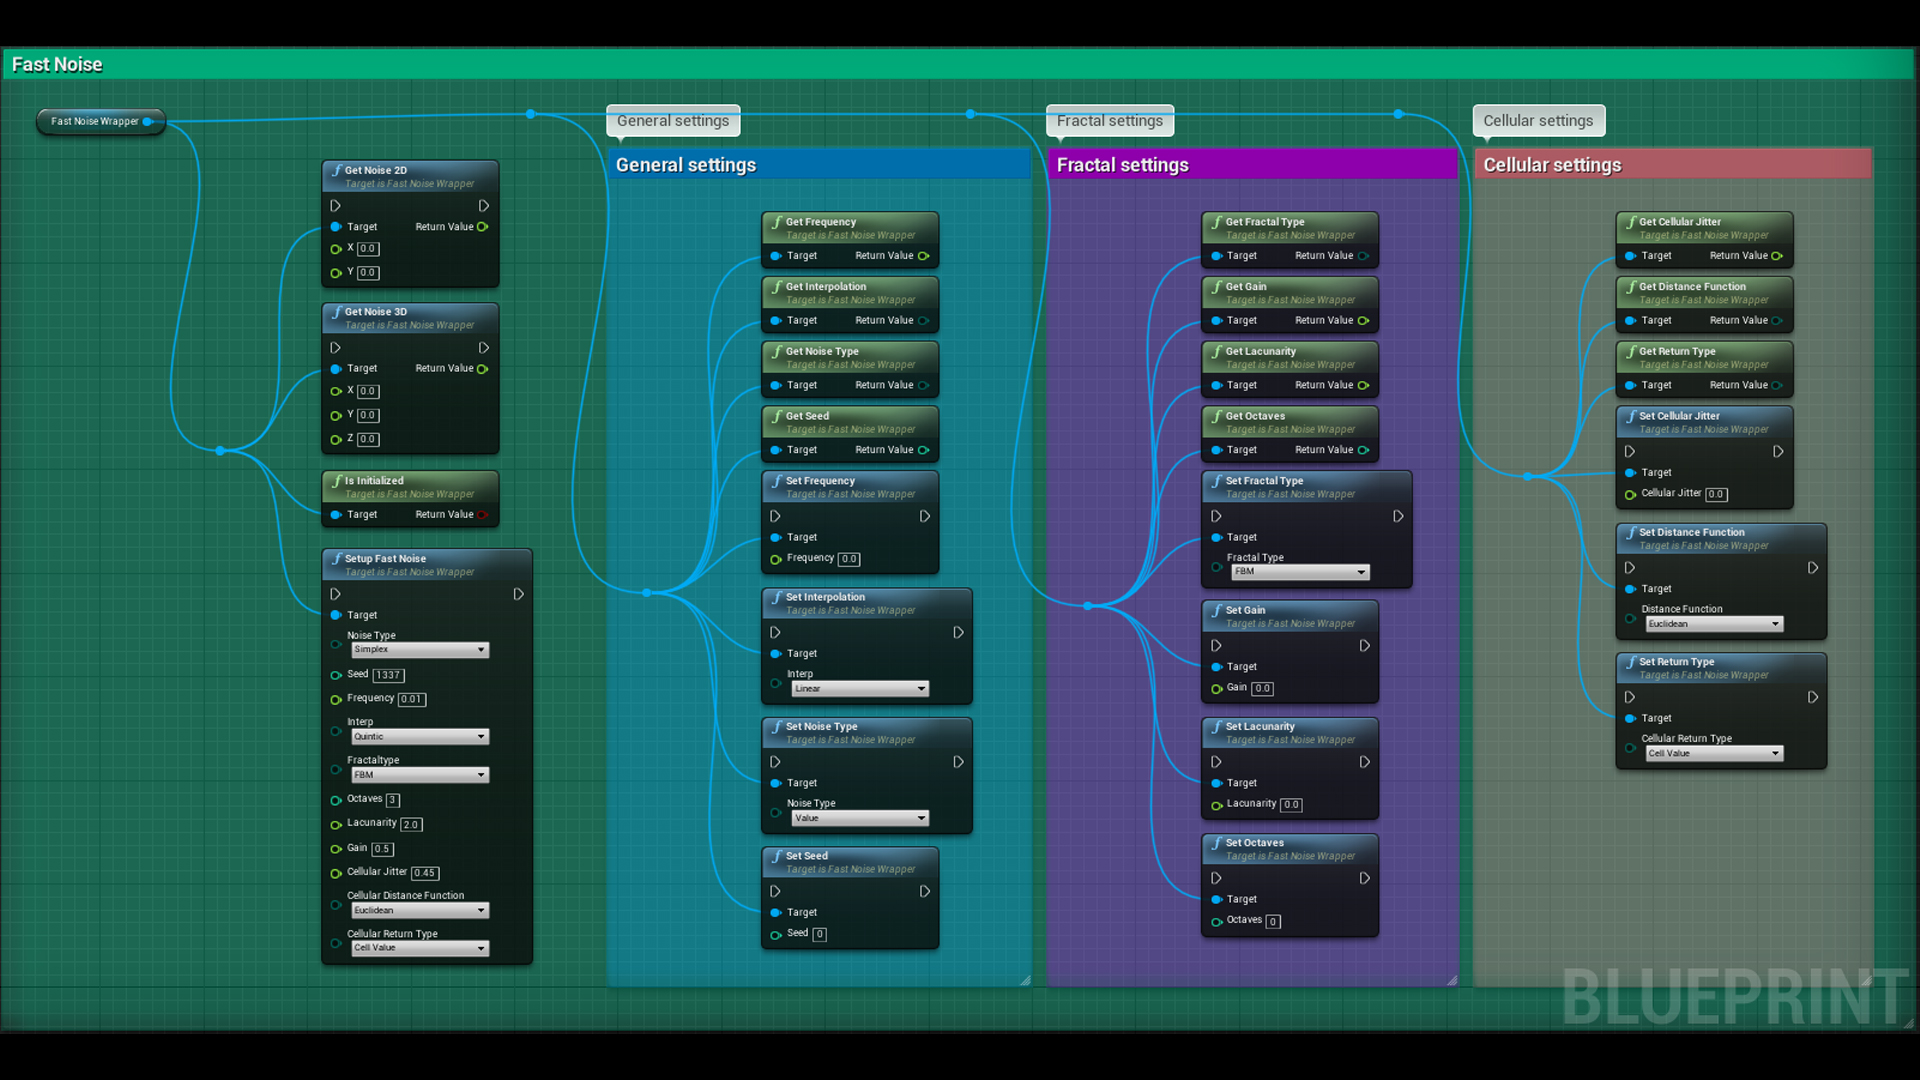 Fast Noise
Fast Noise Wrapper
Get Noise 2D
Target is Fast Noise Wrapper
Target Return Value
X 0.0
Y 0.0
Get Noise 3D
Target is Fast Noise Wrapper
Target Return Value
X 0.0
Y 0.0
Z 0.0
Is Initialized
Target is Fast Noise Wrapper
Target Return Value
Setup Fast Noise
Target is Fast Noise Wrapper
Target
Noise Type
Simplex
Seed 1337
Frequency 0.01
Interp
Quintic
Fractaltype
FBM
Octaves 3
Lacunarity 2.0
Gain 0.5
Cellular Jitter 0.45
Cellular Distance Function
Euclidean
Cellular Return Type
Cell Value
General settings
General settings
Get Frequency
Target is Fast Noise Wrapper
Target Return Value
Get Interpolation
Target is Fast Noise Wrapper
Target Return Value
Get Noise Type
Target is Fast Noise Wrapper
Target Return Value
Get Seed
Target is Fast Noise Wrapper
Target Return Value
Set Frequency
Target is Fast Noise Wrapper
Target
Frequency 0.0
Set Interpolation
Target is Fast Noise Wrapper
Target
Interp
Linear
Set Noise Type
Target is Fast Noise Wrapper
Target
Noise Type
Value
Set Seed
Target is Fast Noise Wrapper
Target
Seed 0
Fractal settings
Fractal settings
Get Fractal Type
Target is Fast Noise Wrapper
Target Return Value
Get Gain
Target is Fast Noise Wrapper
Target Return Value
Get Lacunarity
Target is Fast Noise Wrapper
Target Return Value
Get Octaves
Target is Fast Noise Wrapper
Target Return Value
Set Fractal Type
Target is Fast Noise Wrapper
Target
Fractal Type
FBM
Set Gain
Target is Fast Noise Wrapper
Target
Gain 0.0
Set Lacunarity
Target is Fast Noise Wrapper
Target
Lacunarity 0.0
Set Octaves
Target is Fast Noise Wrapper
Target
Octaves 0
Cellular settings
Cellular settings
Get Cellular Jitter
Target is Fast Noise Wrapper
Target Return Value
Get Distance Function
Target is Fast Noise Wrapper
Target Return Value
Get Return Type
Target is Fast Noise Wrapper
Target Return Value
Set Cellular Jitter
Target is Fast Noise Wrapper
Target
Cellular Jitter 0.0
Set Distance Function
Target is Fast Noise Wrapper
Target
Distance Function
Euclidean
Set Return Type
Target is Fast Noise Wrapper
Target
Cellular Return Type
Cell Value
BLUEPRINT